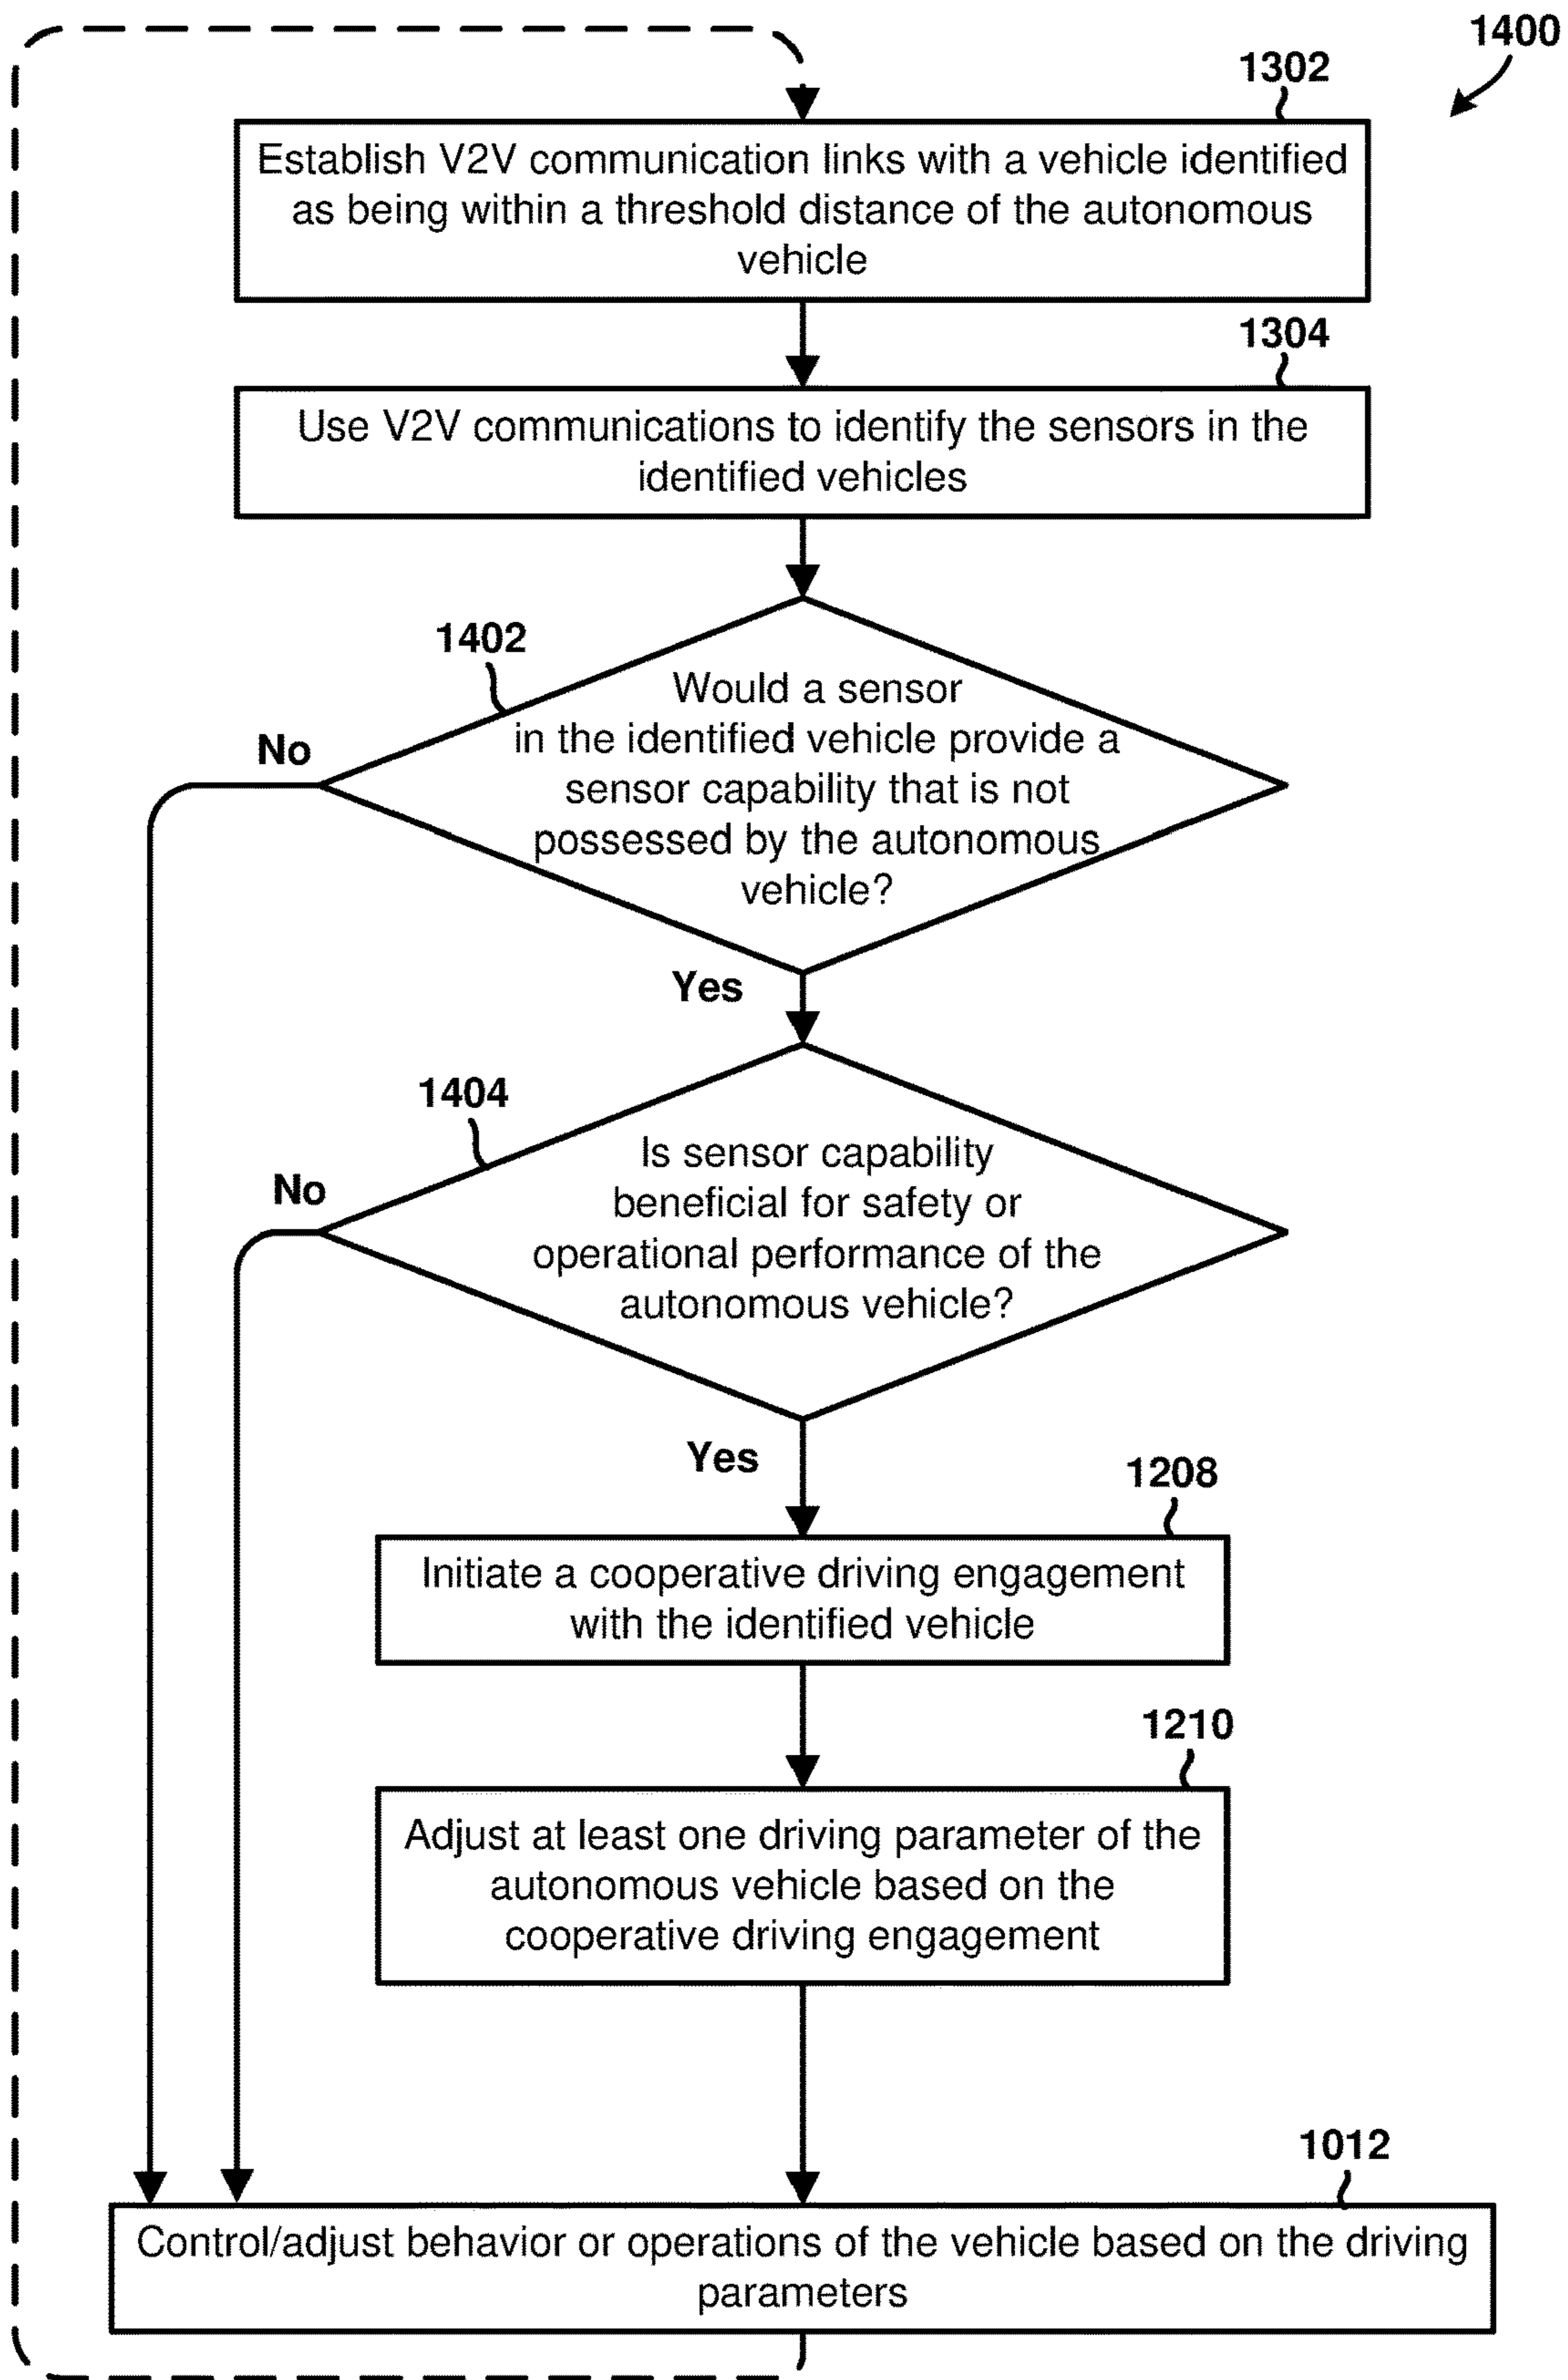 1400
1302
Establish V2V communication links with a vehicle identified
as being within a threshold distance of the autonomous
vehicle
1304
Use V2V communications to identify the sensors in the
identified vehicles
1402
Would a sensor
in the identified vehicle provide a
sensor capability that is not
possessed by the autonomous
vehicle?
No
Yes
1404
Is sensor capability
beneficial for safety or
operational performance of the
autonomous vehicle?
No
Yes
1208
Initiate a cooperative driving engagement
with the identified vehicle
1210
Adjust at least one driving parameter of the
autonomous vehicle based on the
cooperative driving engagement
1012
Control/adjust behavior or operations of the vehicle based on the driving
parameters